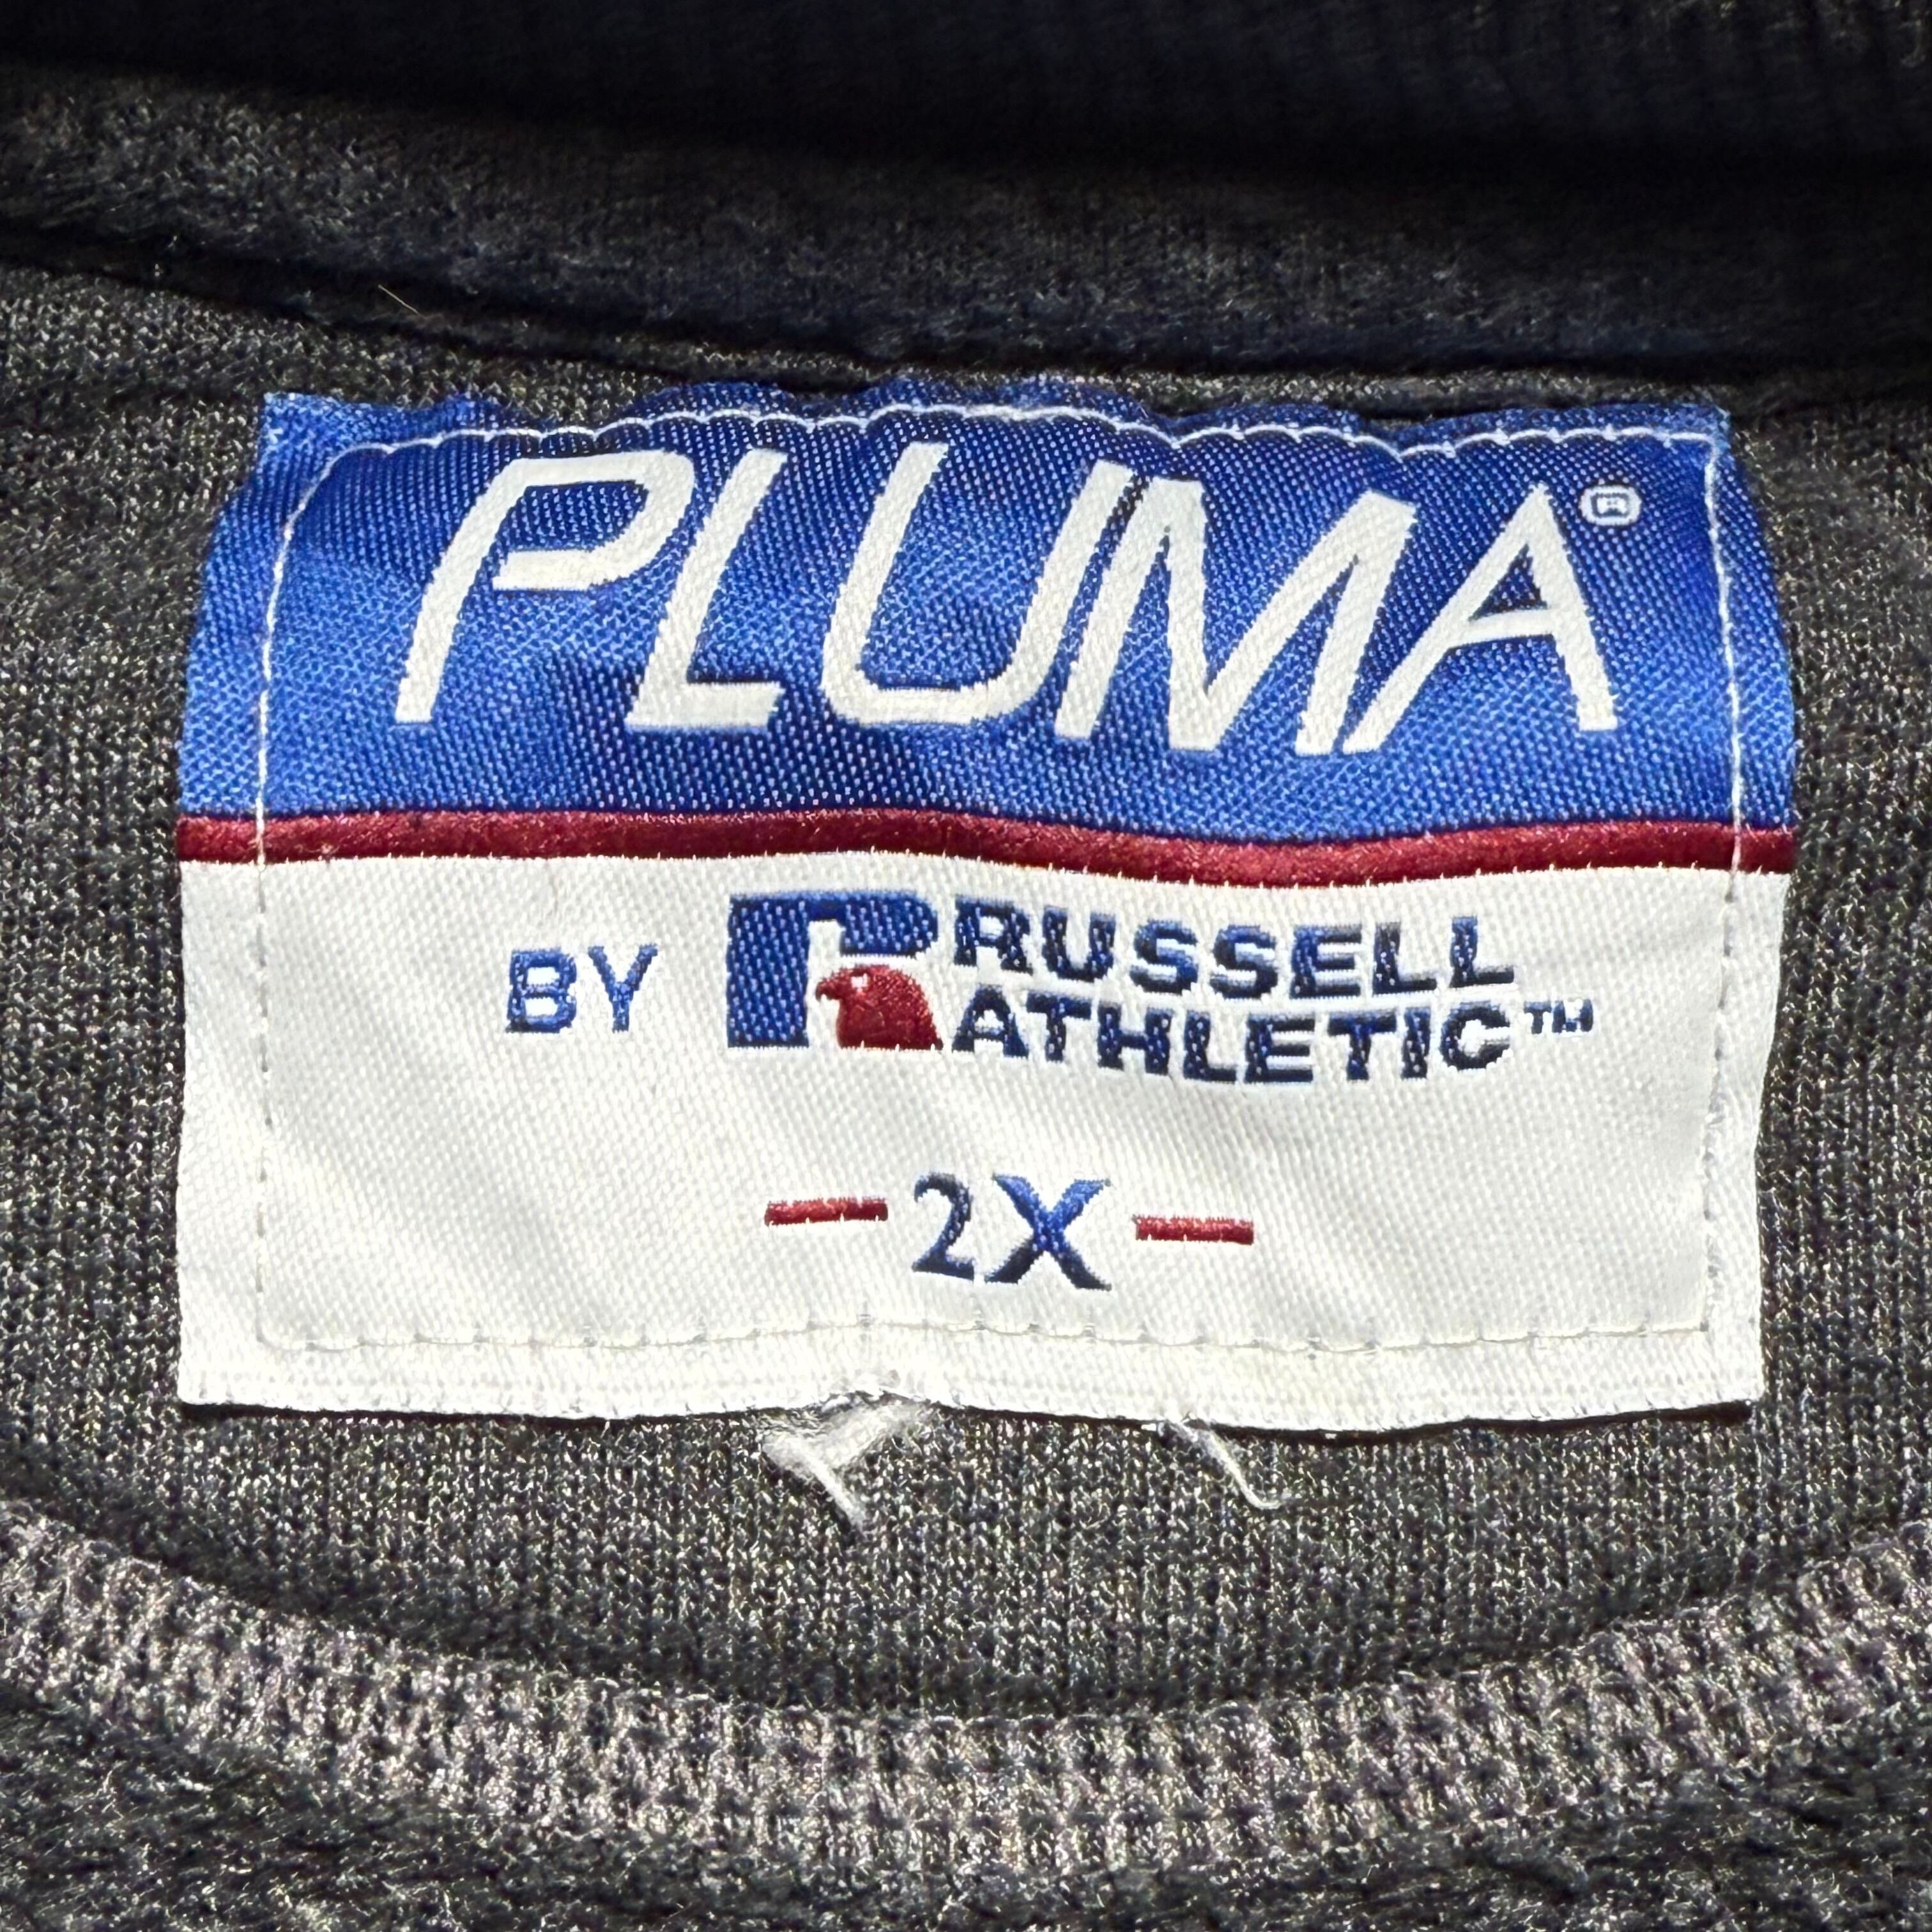 PLUMA®
BY RUSSELL
ATHLETIC™
- 2X -